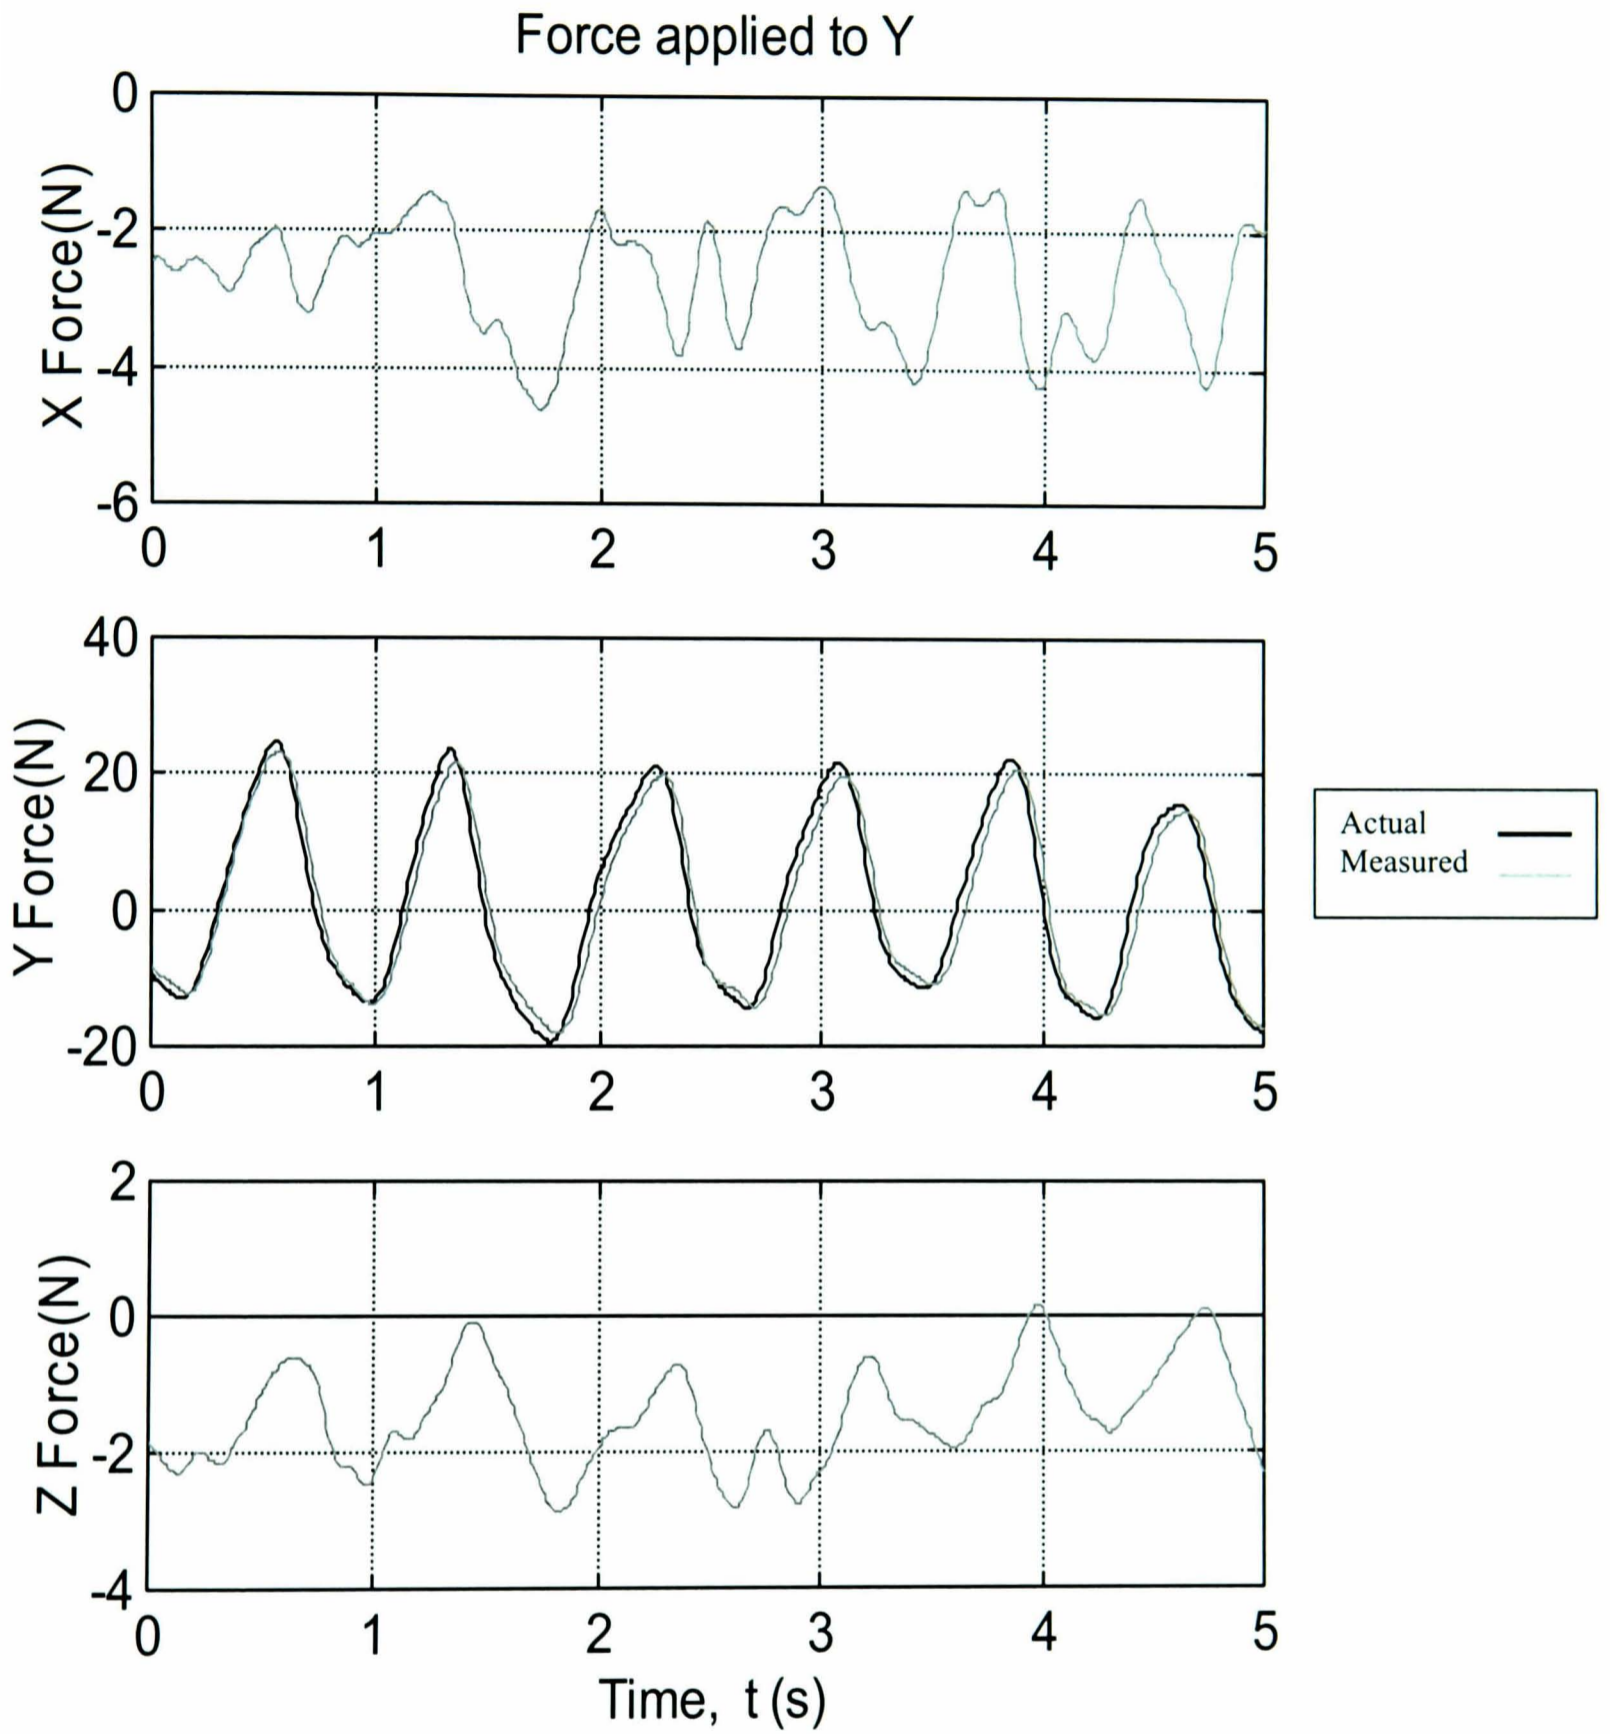 Force applied to Y
0
-2
-4
-6
X Force(N)
0 1 2 3 4 5
40
20
0
-20
Y Force(N)
0 1 2 3 4 5
Actual
Measured
2
0
-2
-4
Z Force(N)
0 1 2 3 4 5
Time, t (s)